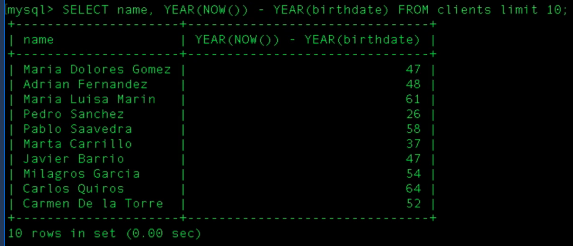 mysql> SELECT name, YEAR(NOW()) - YEAR(birthdate) FROM clients limit 10;
+---------------------+--------------------------------+
| name                | YEAR(NOW()) - YEAR(birthdate) |
+---------------------+--------------------------------+
| Maria Dolores Gomez |                            47 |
| Adrian Fernandez    |                            48 |
| Maria Luisa Marin   |                            61 |
| Pedro Sanchez       |                            26 |
| Pablo Saavedra      |                            58 |
| Marta Carrillo      |                            37 |
| Javier Barrio       |                            47 |
| Milagros Garcia     |                            54 |
| Carlos Quiros       |                            64 |
| Carmen De la Torre  |                            52 |
+---------------------+--------------------------------+
10 rows in set (0.00 sec)